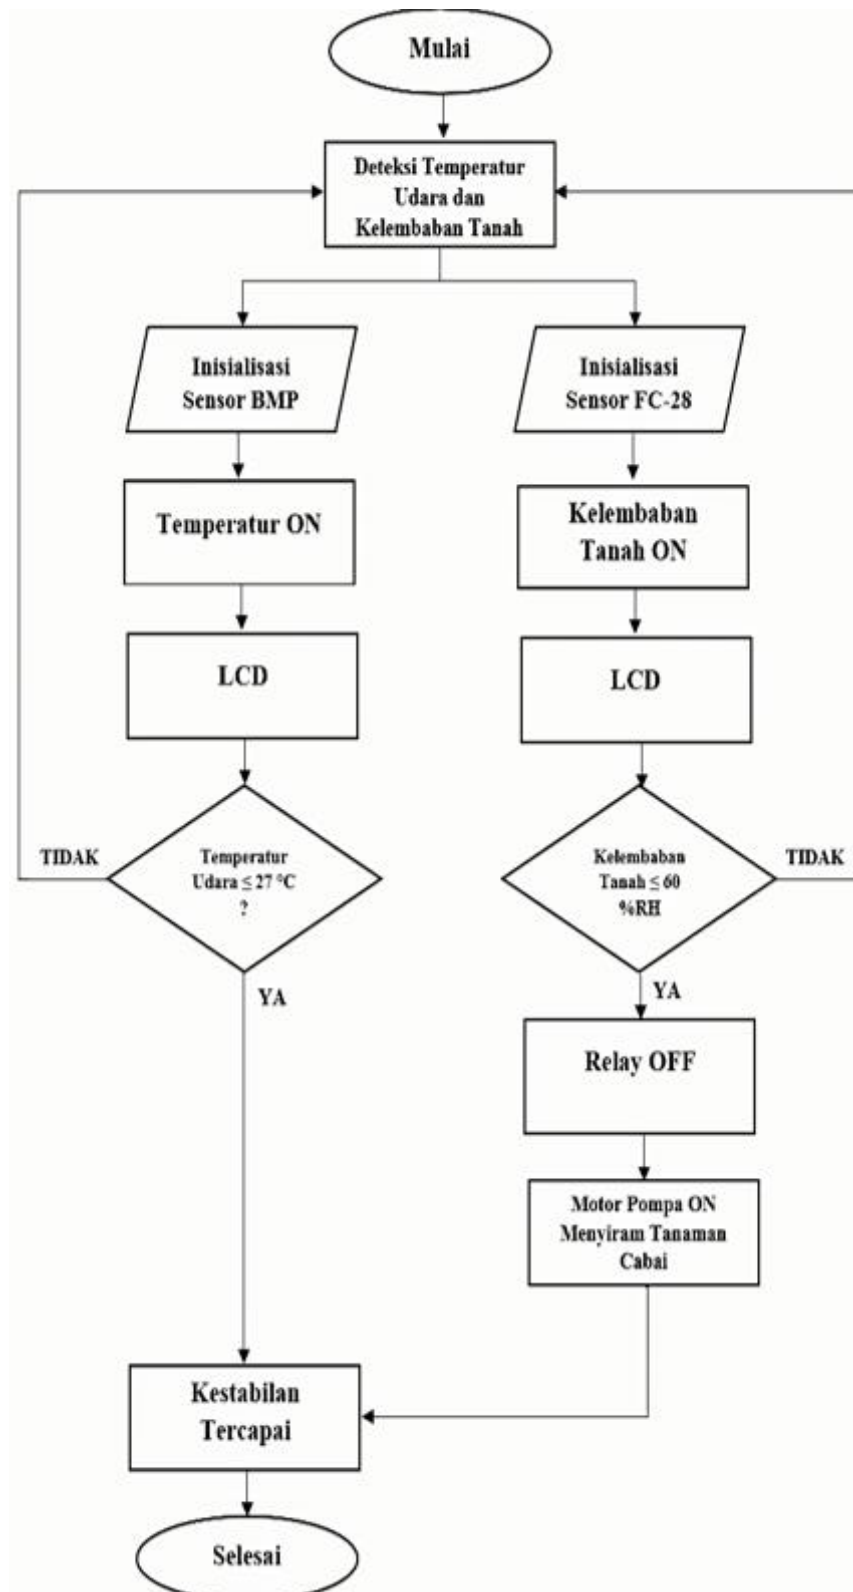 Mulai
Deteksi Temperatur
Udara dan
Kelembaban Tanah
Inisialisasi
Sensor BMP
Inisialisasi
Sensor FC-28
Temperatur ON
Kelembaban
Tanah ON
LCD
LCD
TIDAK
Temperatur
Udara ≤ 27 °C
?
YA
Kelembaban
Tanah ≤ 60
%RH
TIDAK
YA
Relay OFF
Motor Pompa ON
Menyiram Tanaman
Cabai
Kestabilan
Tercapai
Selesai